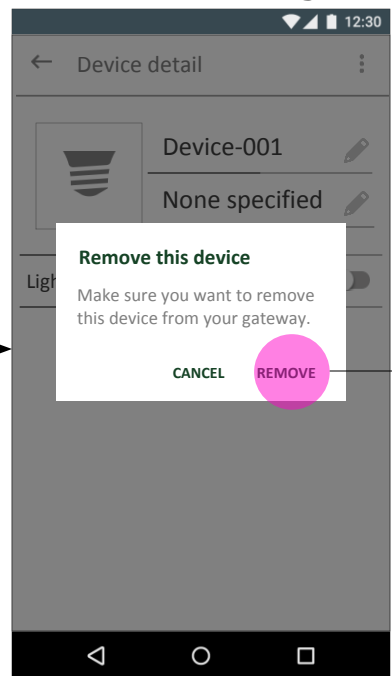 12:30
Device detail
Device-001
None specified
Remove this device
Make sure you want to remove
this device from your gateway.
CANCEL REMOVE